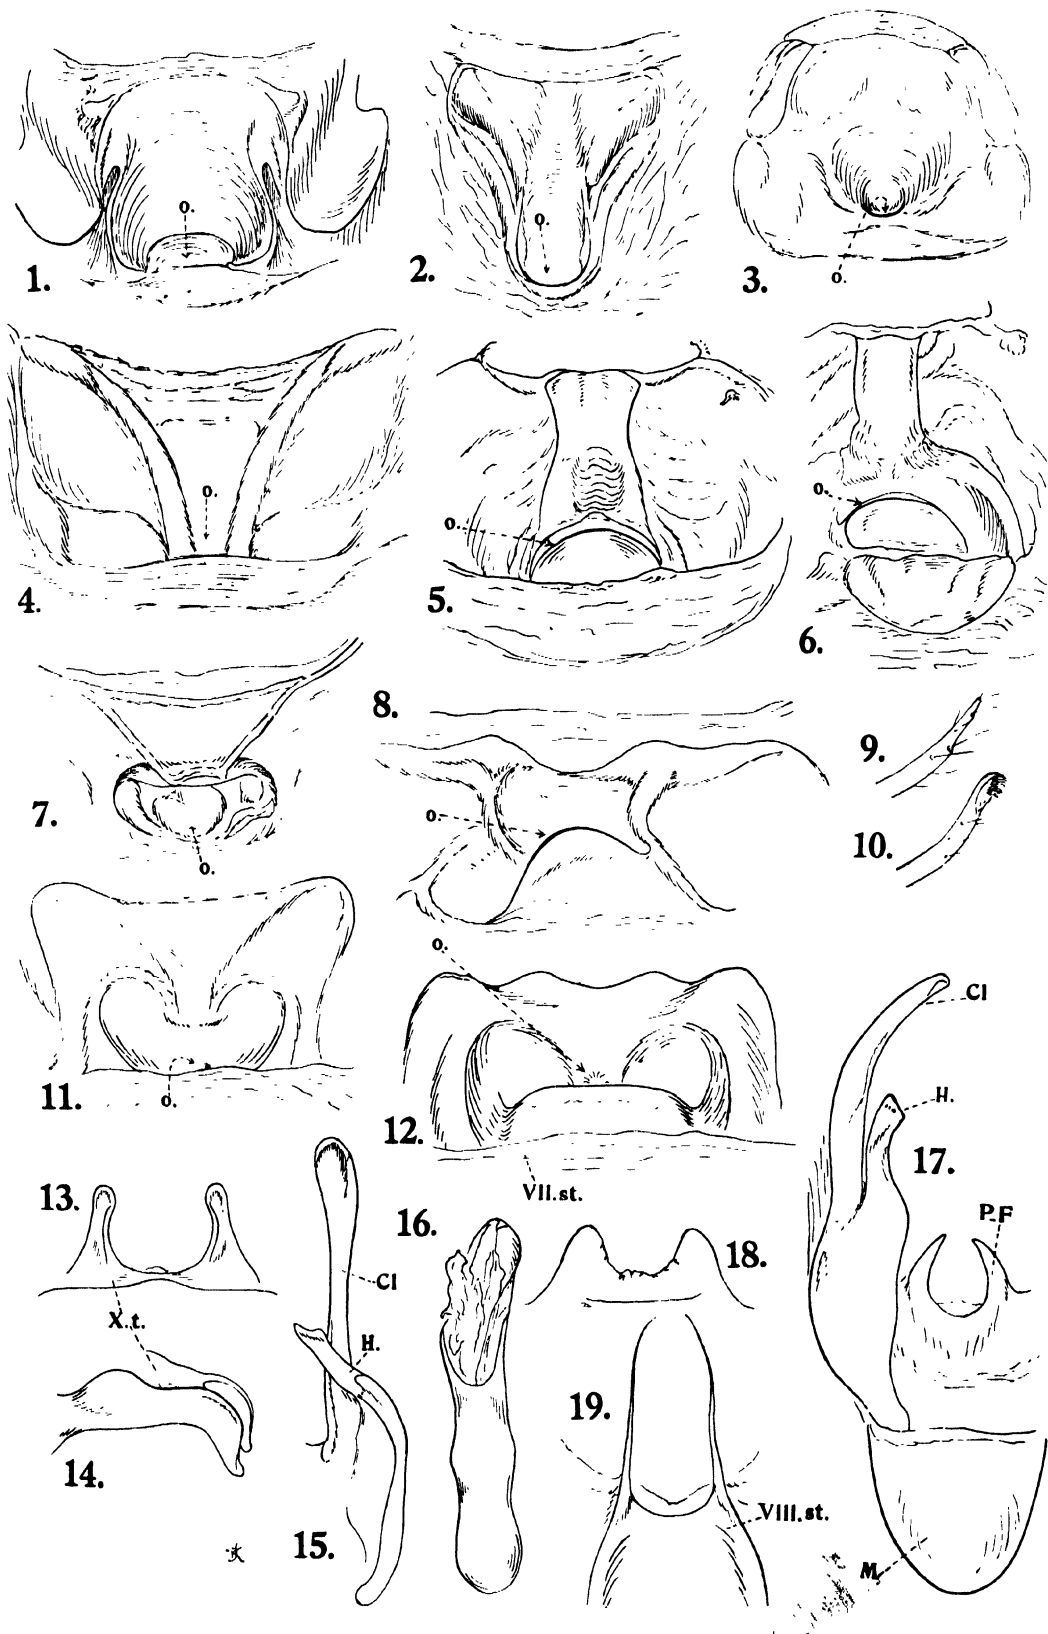 o.
1.
o.
2.
o.
3.
o.
4.
o.
5.
o.
6.
o.
7.
8.
o.
9.
10.
o.
11.
o.
12.
VII.st.
13.
X.t.
14.
Cl
H.
15.
16.
Cl
H.
17.
P.F
M.
18.
19.
VIII.st.